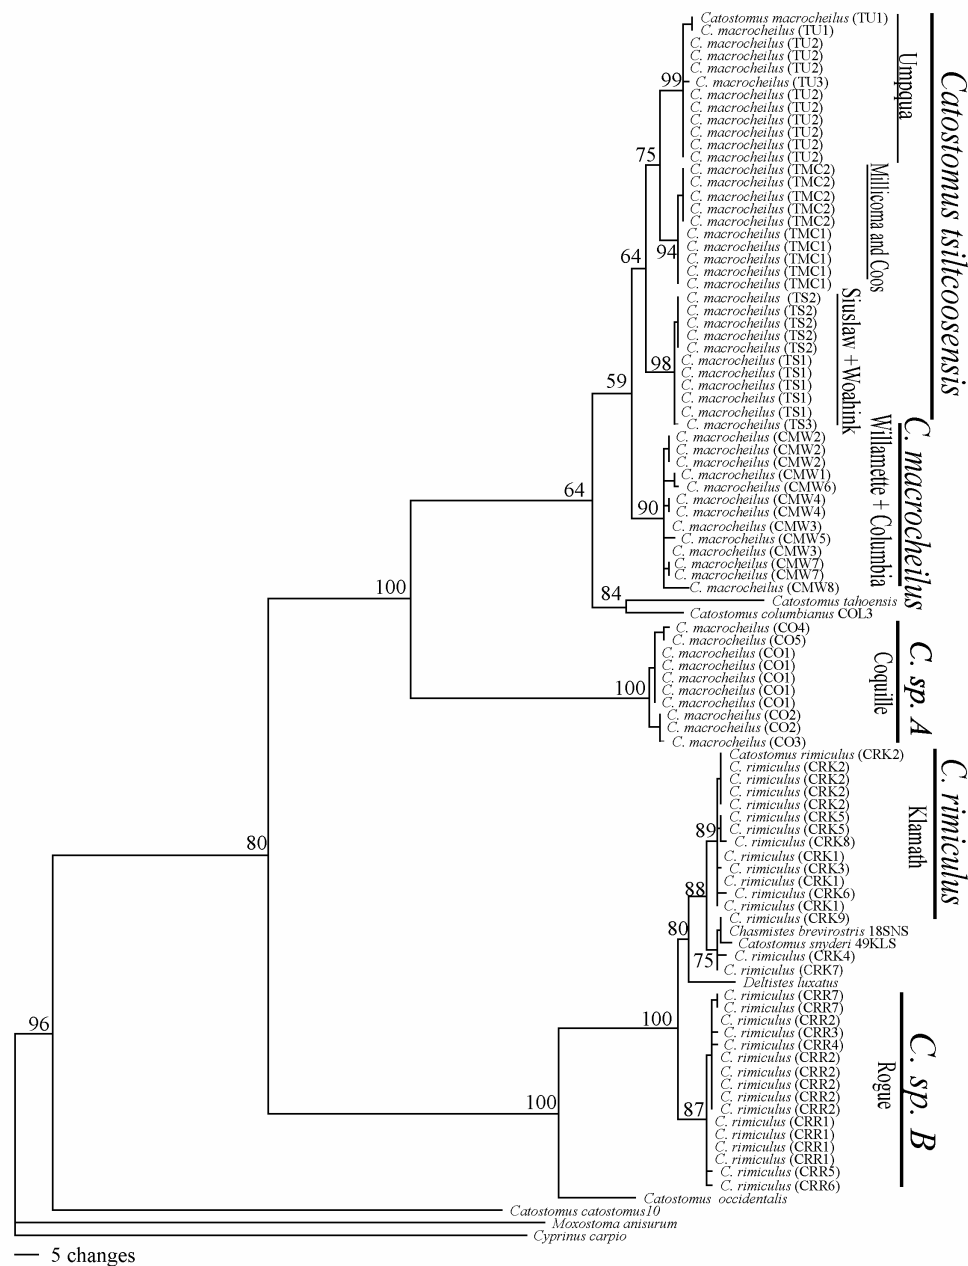 Catostomus macrocheilus (TU1)
C. macrocheilus (TU1)
C. macrocheilus (TU2)
C. macrocheilus (TU2)
C. macrocheilus (TU2)
C. macrocheilus (TU3)
C. macrocheilus (TU2)
C. macrocheilus (TU2)
C. macrocheilus (TU2)
C. macrocheilus (TU2)
C. macrocheilus (TU2)
C. macrocheilus (TU2)
C. macrocheilus (TMC2)
C. macrocheilus (TMC2)
C. macrocheilus (TMC2)
C. macrocheilus (TMC2)
C. macrocheilus (TMC2)
C. macrocheilus (TMC1)
C. macrocheilus (TMC1)
C. macrocheilus (TMC1)
C. macrocheilus (TMC1)
C. macrocheilus (TMC1)
C. macrocheilus (TS2)
C. macrocheilus (TS2)
C. macrocheilus (TS2)
C. macrocheilus (TS2)
C. macrocheilus (TS2)
C. macrocheilus (TS1)
C. macrocheilus (TS1)
C. macrocheilus (TS1)
C. macrocheilus (TS1)
C. macrocheilus (TS1)
C. macrocheilus (TS3)
C. macrocheilus (CMW2)
C. macrocheilus (CMW2)
C. macrocheilus (CMW2)
C. macrocheilus (CMW1)
C. macrocheilus (CMW6)
C. macrocheilus (CMW4)
C. macrocheilus (CMW4)
C. macrocheilus (CMW3)
C. macrocheilus (CMW5)
C. macrocheilus (CMW3)
C. macrocheilus (CMW7)
C. macrocheilus (CMW7)
C. macrocheilus (CMW8)
Catostomus tahoensis
Catostomus columbianus COL3
C. macrocheilus (CO4)
C. macrocheilus (CO5)
C. macrocheilus (CO1)
C. macrocheilus (CO1)
C. macrocheilus (CO1)
C. macrocheilus (CO1)
C. macrocheilus (CO1)
C. macrocheilus (CO2)
C. macrocheilus (CO2)
C. macrocheilus (CO3)
Catostomus rimiculus (CRK2)
C. rimiculus (CRK2)
C. rimiculus (CRK2)
C. rimiculus (CRK2)
C. rimiculus (CRK2)
C. rimiculus (CRK5)
C. rimiculus (CRK5)
C. rimiculus (CRK8)
C. rimiculus (CRK1)
C. rimiculus (CRK3)
C. rimiculus (CRK1)
C. rimiculus (CRK6)
C. rimiculus (CRK1)
C. rimiculus (CRK9)
Chasmistes brevirostris 18SNS
Catostomus snyderi 49KLS
C. rimiculus (CRK4)
C. rimiculus (CRK7)
Deltistes luxatus
C. rimiculus (CRR7)
C. rimiculus (CRR7)
C. rimiculus (CRR2)
C. rimiculus (CRR3)
C. rimiculus (CRR4)
C. rimiculus (CRR2)
C. rimiculus (CRR2)
C. rimiculus (CRR2)
C. rimiculus (CRR2)
C. rimiculus (CRR2)
C. rimiculus (CRR1)
C. rimiculus (CRR1)
C. rimiculus (CRR1)
C. rimiculus (CRR1)
C. rimiculus (CRR5)
C. rimiculus (CRR6)
Catostomus occidentalis
Catostomus catostomus10
Moxostoma anisurum
Cyprinus carpio
99
75
94
64
98
59
90
64
84
100
100
80
89
88
80
75
100
87
100
96
Umpqua
Millicoma and Coos
Siuslaw + Woahink
Catostomus tsiltcoosensis
Willamette + Columbia
C. macrocheilus
Coquille
C. sp. A
Klamath
C. rimiculus
Rogue
C. sp. B
5 changes